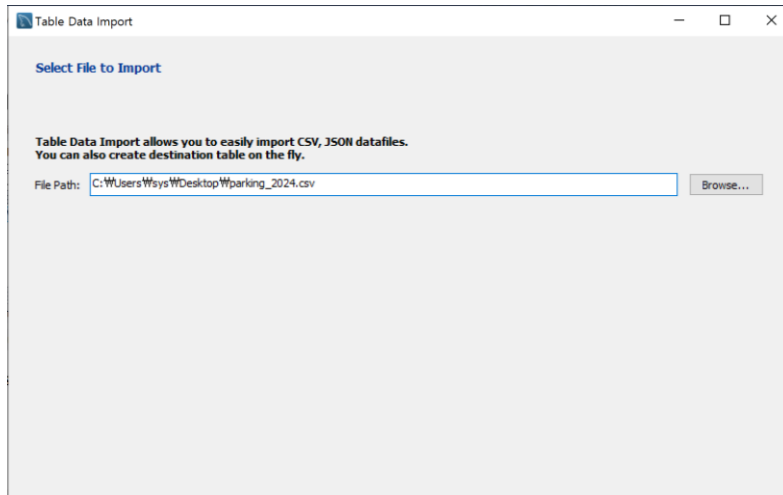 Table Data Import
Select File to Import
Table Data Import allows you to easily import CSV, JSON datafiles.
You can also create destination table on the fly.
File Path: C:₩Users₩sys₩Desktop₩parking_2024.csv Browse...